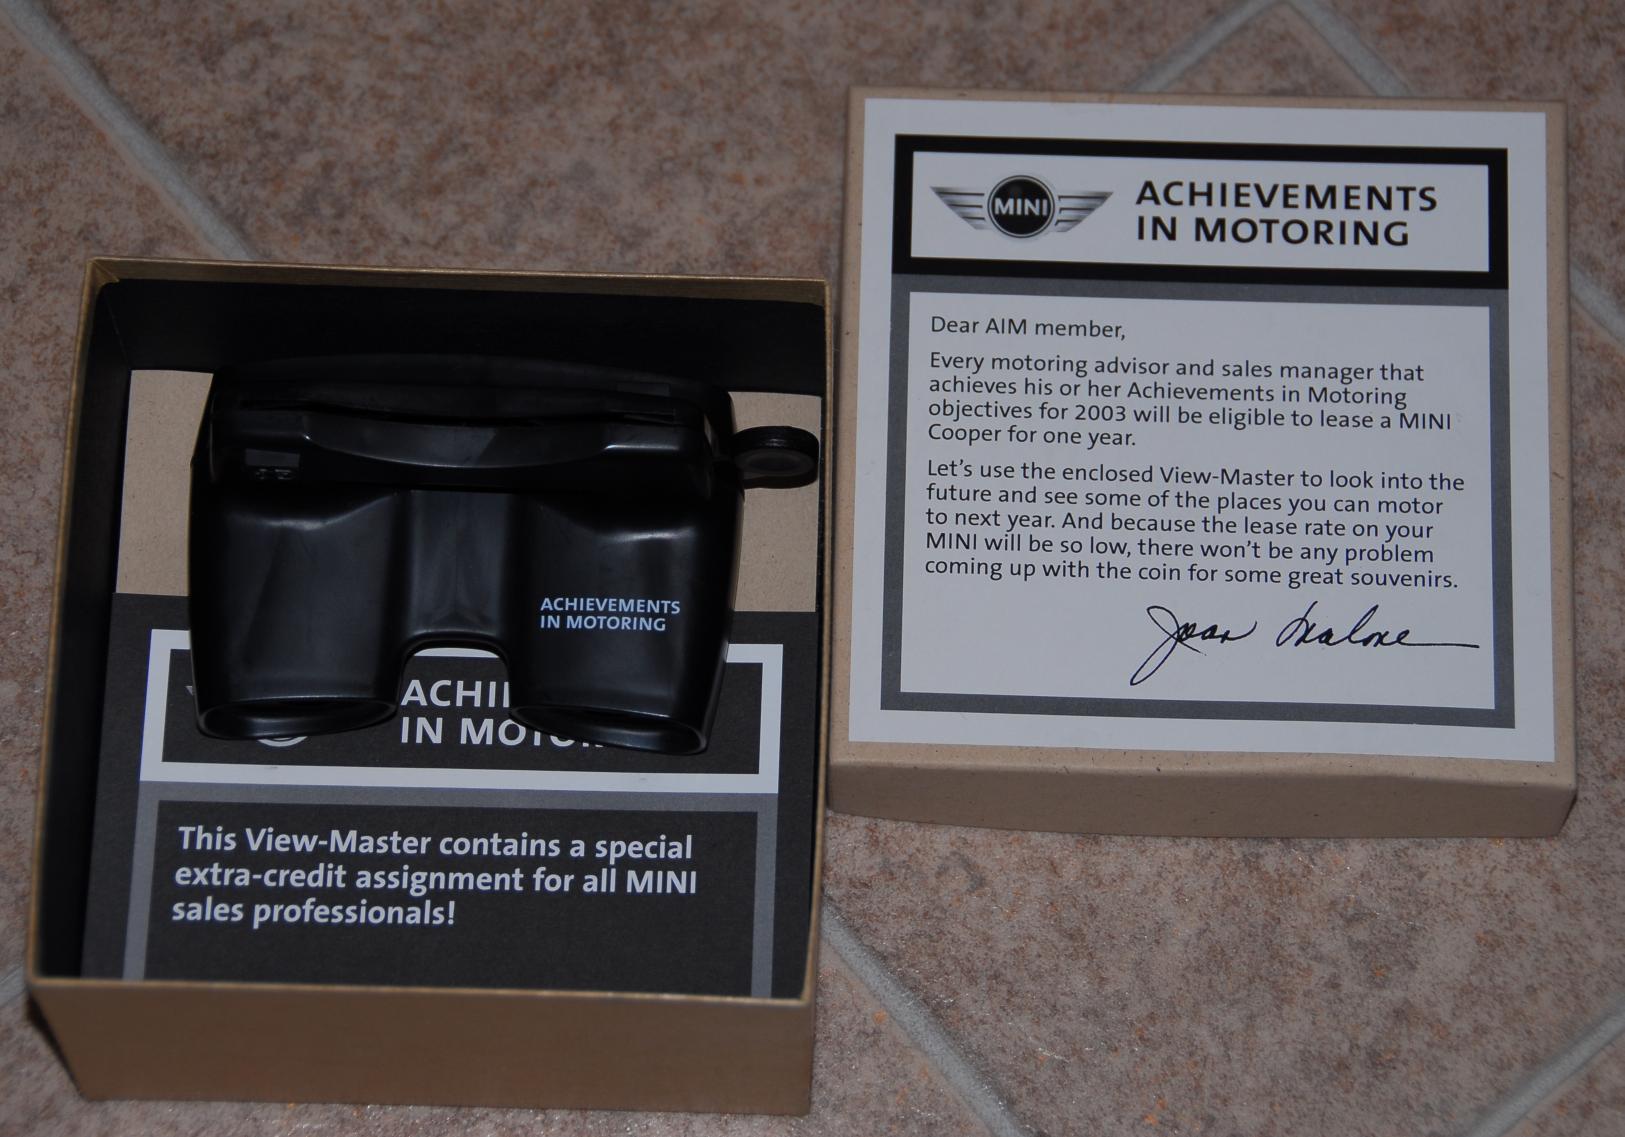 ACHIEVEMENTS
IN MOTORING
ACHI
IN MOTOR
This View-Master contains a special
extra-credit assignment for all MINI
sales professionals!
MINI
ACHIEVEMENTS
IN MOTORING
Dear AIM member,
Every motoring advisor and sales manager that
achieves his or her Achievements in Motoring
objectives for 2003 will be eligible to lease a MINI
Cooper for one year.
Let's use the enclosed View-Master to look into the
future and see some of the places you can motor
to next year. And because the lease rate on your
MINI will be so low, there won't be any problem
coming up with the coin for some great souvenirs.
Joan Malone